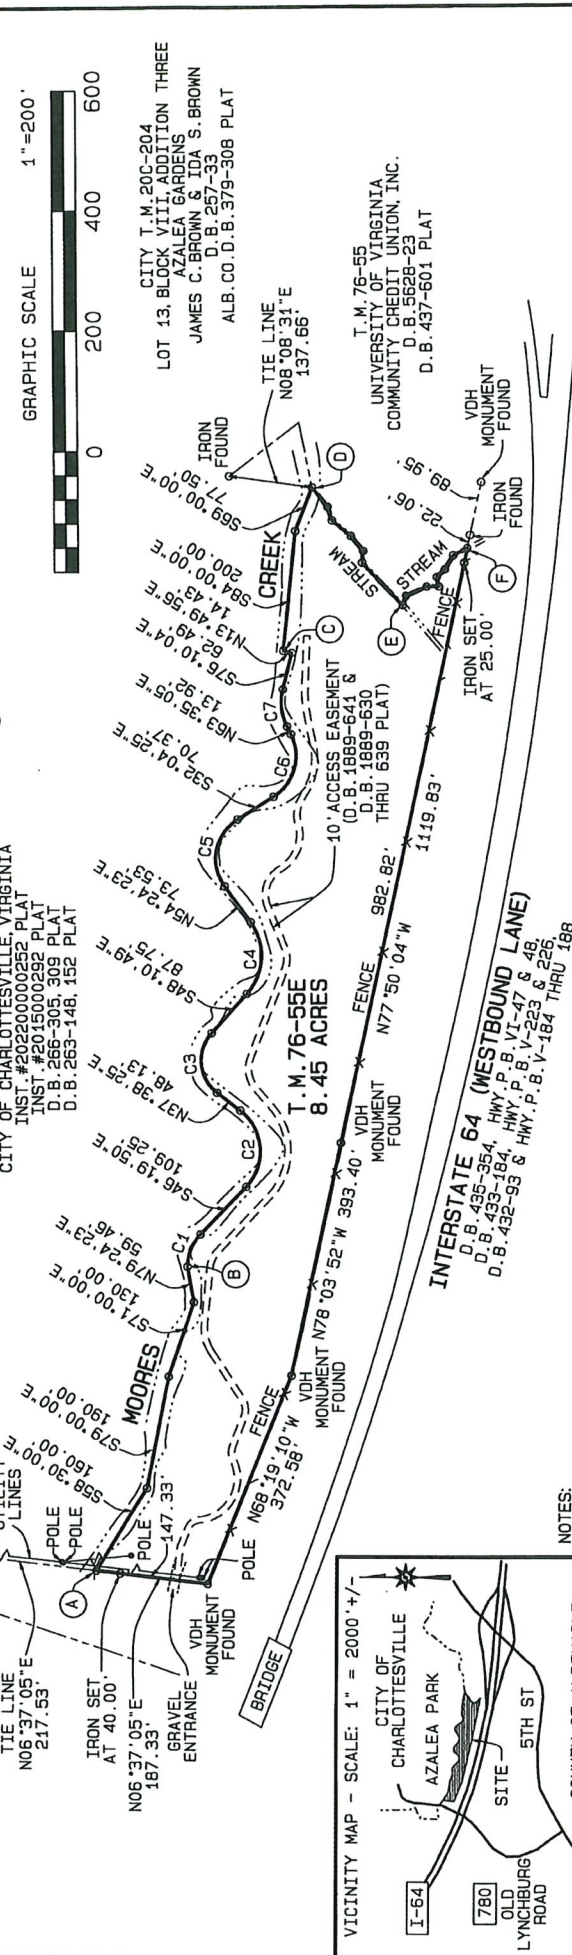 GRAPHIC SCALE
1"=200'
0
200
400
600
CITY OF CHARLOTTESVILLE, VIRGINIA
INST.#202200000252 PLAT
INST.#2015000292 PLAT
D.B.266-305, 309 PLAT
D.B.263-148, 152 PLAT
CITY T.M.20C-204
LOT 13, BLOCK VIII, ADDITION THREE
AZALEA GARDENS
JAMES C.BROWN & IDA S.BROWN
D.B.257-33
ALB.CO.D.B.379-308 PLAT
TIE LINE
N08°08'31"E
137.66'
IRON
FOUND
T.M.76-55
UNIVERSITY OF VIRGINIA
COMMUNITY CREDIT UNION, INC.
D.B.5628-23
D.B.437-601 PLAT
LINES
TIE LINE
N06°37'05"E
217.53'
POLE
POLE
POLE
A
S58°30'00"E
160.00'
S79°00'00"E
190.00'
S71°00'00"E
130.00'
N79°24'23"E
59.46'
S46°19'50"E
109.25'
N37°38'25"E
48.13'
S48°10'49"E
87.75'
N54°24'23"E
73.53'
S32°04'25"E
70.37'
N63°35'05"E
13.92'
S76°10'04"E
62.49'
N13°49'56"E
14.43'
S84°00'00"E
200.00'
S69°00'00"E
77.50'
MOORES
CREEK
B
C1
C2
C3
C4
C5
C6
C7
C
D
STREAM
STREAM
E
F
89.95'
22.06'
VDH
MONUMENT
FOUND
IRON
FOUND
IRON SET
AT 25.00'
FENCE
10'ACCESS EASEMENT
(D.B.1889-641 &
D.B.1889-630
THRU 639 PLAT)
T.M.76-55E
8.45 ACRES
IRON SET
AT 40.00'
N06°37'05"E
187.33'
147.33'
GRAVEL
ENTRANCE
POLE
VDH
MONUMENT
FOUND
FENCE
N68°19'10"W
372.58'
VDH
MONUMENT
FOUND
N78°03'52"W 393.40'
VDH
MONUMENT
FOUND
FENCE
982.82'
N77°50'04"W
1119.83'
BRIDGE
INTERSTATE 64 (WESTBOUND LANE)
D.B.435-354, HWY.P.B.VI-47 & 48,
D.B.433-184, HWY.P.B.V-223 & 226,
D.B.432-93 & HWY.P.B.V-184 THRU 188
VICINITY MAP - SCALE: 1" = 2000'+/-
CITY OF
CHARLOTTESVILLE
AZALEA PARK
SITE
5TH ST
I-64
780
OLD
LYNCHBURG
ROAD
NOTES: